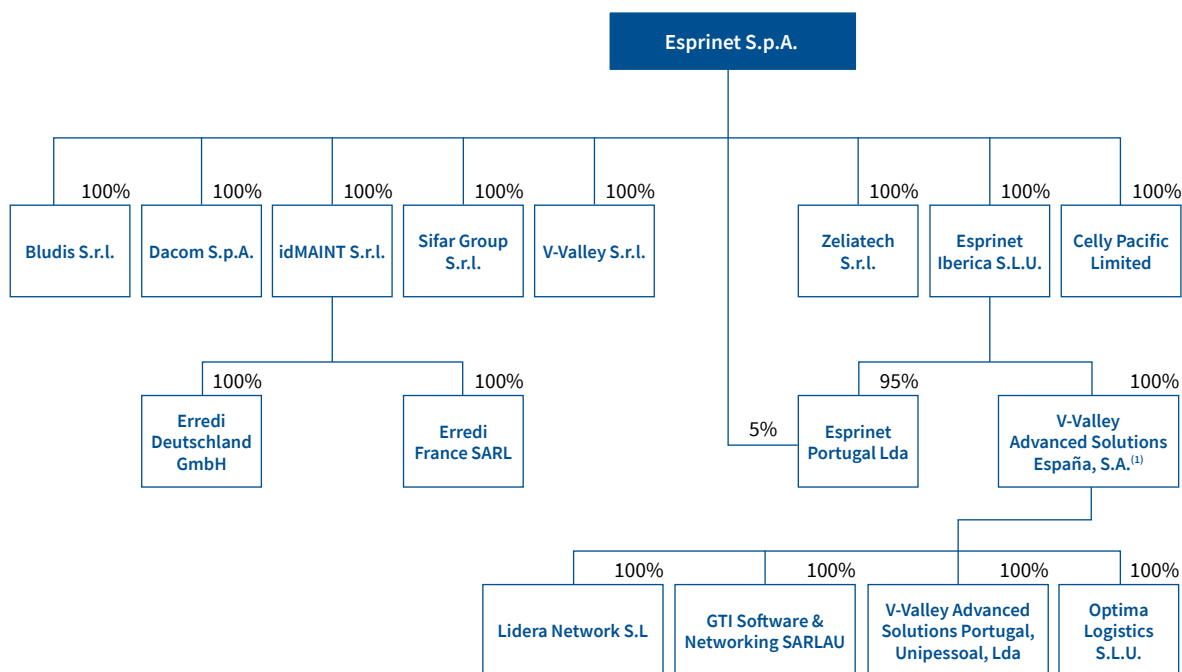 Esprinet S.p.A.
100%
100%
100%
100%
100%
100%
100%
100%
Bludis S.r.l.
Dacom S.p.A.
idMAINT S.r.l.
Sifar Group
S.r.l.
V-Valley S.r.l.
Zeliatech
S.r.l.
Esprinet
Iberica S.L.U.
Celly Pacific
Limited
100%
100%
95%
100%
Erredi
Deutschland
GmbH
Erredi
France SARL
5%
Esprinet
Portugal Lda
V-Valley
Advanced Solutions
España, S.A.(1)
100%
100%
100%
100%
Lidera Network S.L
GTI Software &
Networking SARLAU
V-Valley Advanced
Solutions Portugal,
Unipessoal, Lda
Optima
Logistics
S.L.U.